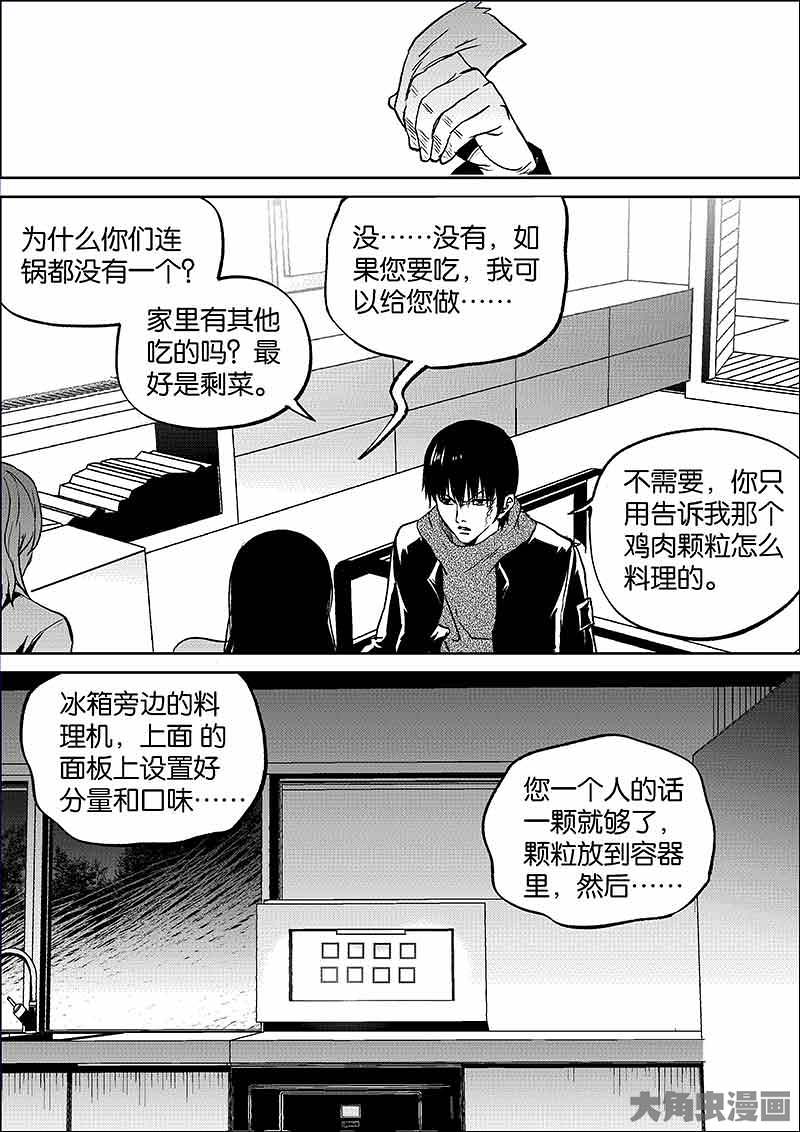 为什么你们连
锅都没有一个?
家里有其他
吃的吗?最
好是剩菜。
没……没有,如
果您要吃,我可
以给您做……
不需要,你只
用告诉我那个
鸡肉颗粒怎么
料理的。
冰箱旁边的料
理机,上面 的
面板上设置好
分量和口味……
您一个人的话
一颗就够了,
颗粒放到容器
里,然后……
大角虫漫画